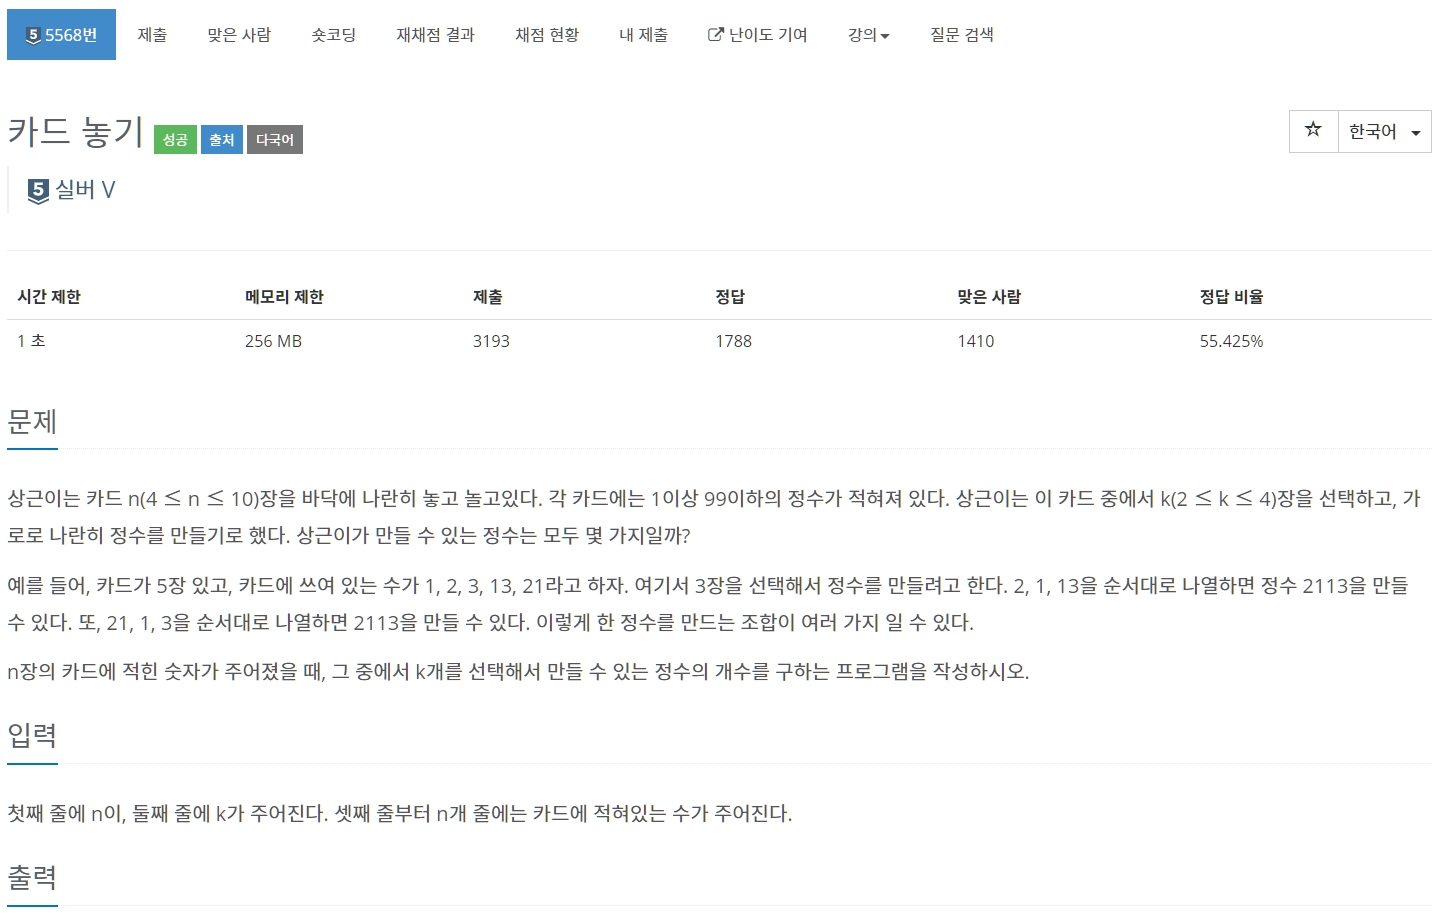 5 5568번 제출 맞은 사람 숏코딩 재채점 결과 채점 현황 내 제출 난이도 기여 강의 질문 검색
카드 놓기 성공 출처 다국어 한국어
5 실버 V
시간 제한 메모리 제한 제출 정답 맞은 사람 정답 비율
1 초 256 MB 3193 1788 1410 55.425%
문제
상근이는 카드 n(4 ≤ n ≤ 10)장을 바닥에 나란히 놓고 놀고있다. 각 카드에는 1이상 99이하의 정수가 적혀져 있다. 상근이는 이 카드 중에서 k(2 ≤ k ≤ 4)장을 선택하고, 가
로로 나란히 정수를 만들기로 했다. 상근이가 만들 수 있는 정수는 모두 몇 가지일까?
예를 들어, 카드가 5장 있고, 카드에 쓰여 있는 수가 1, 2, 3, 13, 21라고 하자. 여기서 3장을 선택해서 정수를 만들려고 한다. 2, 1, 13을 순서대로 나열하면 정수 2113을 만들
수 있다. 또, 21, 1, 3을 순서대로 나열하면 2113을 만들 수 있다. 이렇게 한 정수를 만드는 조합이 여러 가지 일 수 있다.
n장의 카드에 적힌 숫자가 주어졌을 때, 그 중에서 k개를 선택해서 만들 수 있는 정수의 개수를 구하는 프로그램을 작성하시오.
입력
첫째 줄에 n이, 둘째 줄에 k가 주어진다. 셋째 줄부터 n개 줄에는 카드에 적혀있는 수가 주어진다.
출력